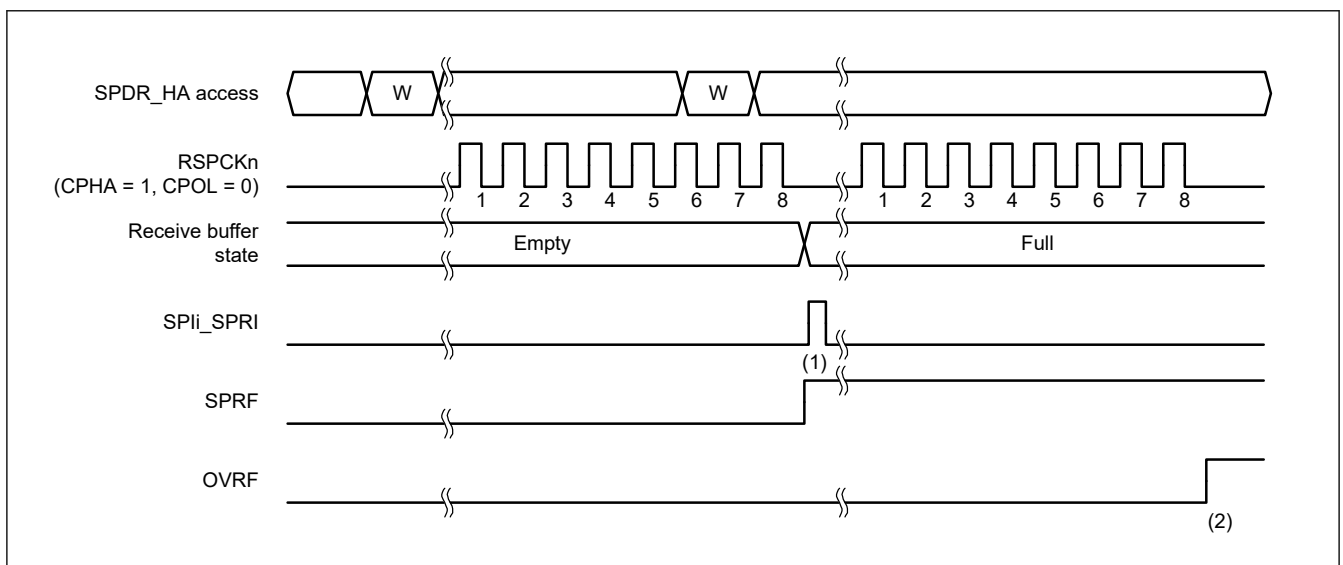 SPDR_HA access
W
W
RSPCKn
(CPHA = 1, CPOL = 0)
1 2 3 4 5 6 7 8
1 2 3 4 5 6 7 8
Receive buffer
state
Empty
Full
SPIi_SPRI
(1)
SPRF
OVRF
(2)